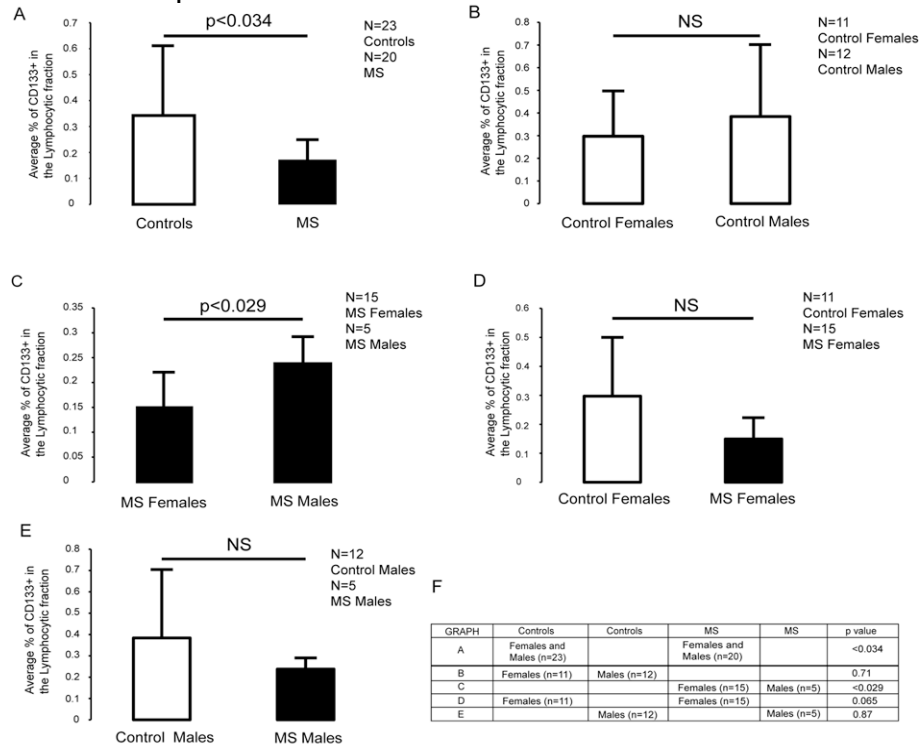 A
p<0.034
N=23
Controls
N=20
MS
Average % of CD133+ in
the Lymphocytic fraction
0.7
0.6
0.5
0.4
0.3
0.2
0.1
0
Controls MS
B
NS
N=11
Control Females
N=12
Control Males
Average % of CD133+ in
the Lymphocytic fraction
0.8
0.7
0.6
0.5
0.4
0.3
0.2
0.1
0
Control Females Control Males
C
p<0.029
N=15
MS Females
N=5
MS Males
Average % of CD133+ in
the Lymphocytic fraction
0.35
0.3
0.25
0.2
0.15
0.1
0.05
0
MS Females MS Males
D
NS
N=11
Control Females
N=15
MS Females
Average % of CD133+ in
the Lymphocytic fraction
0.6
0.5
0.4
0.3
0.2
0.1
0
Control Females MS Females
E
NS
N=12
Control Males
N=5
MS Males
Average % of CD133+ in
the Lymphocytic fraction
0.8
0.7
0.6
0.5
0.4
0.3
0.2
0.1
0
Control Males MS Males
F
GRAPH Controls Controls MS MS p value
A Females and Males (n=23) Females and Males (n=20) <0.034
B Females (n=11) Males (n=12) 0.71
C Females (n=15) Males (n=5) <0.029
D Females (n=11) Females (n=15) 0.065
E Males (n=12) Males (n=5) 0.87